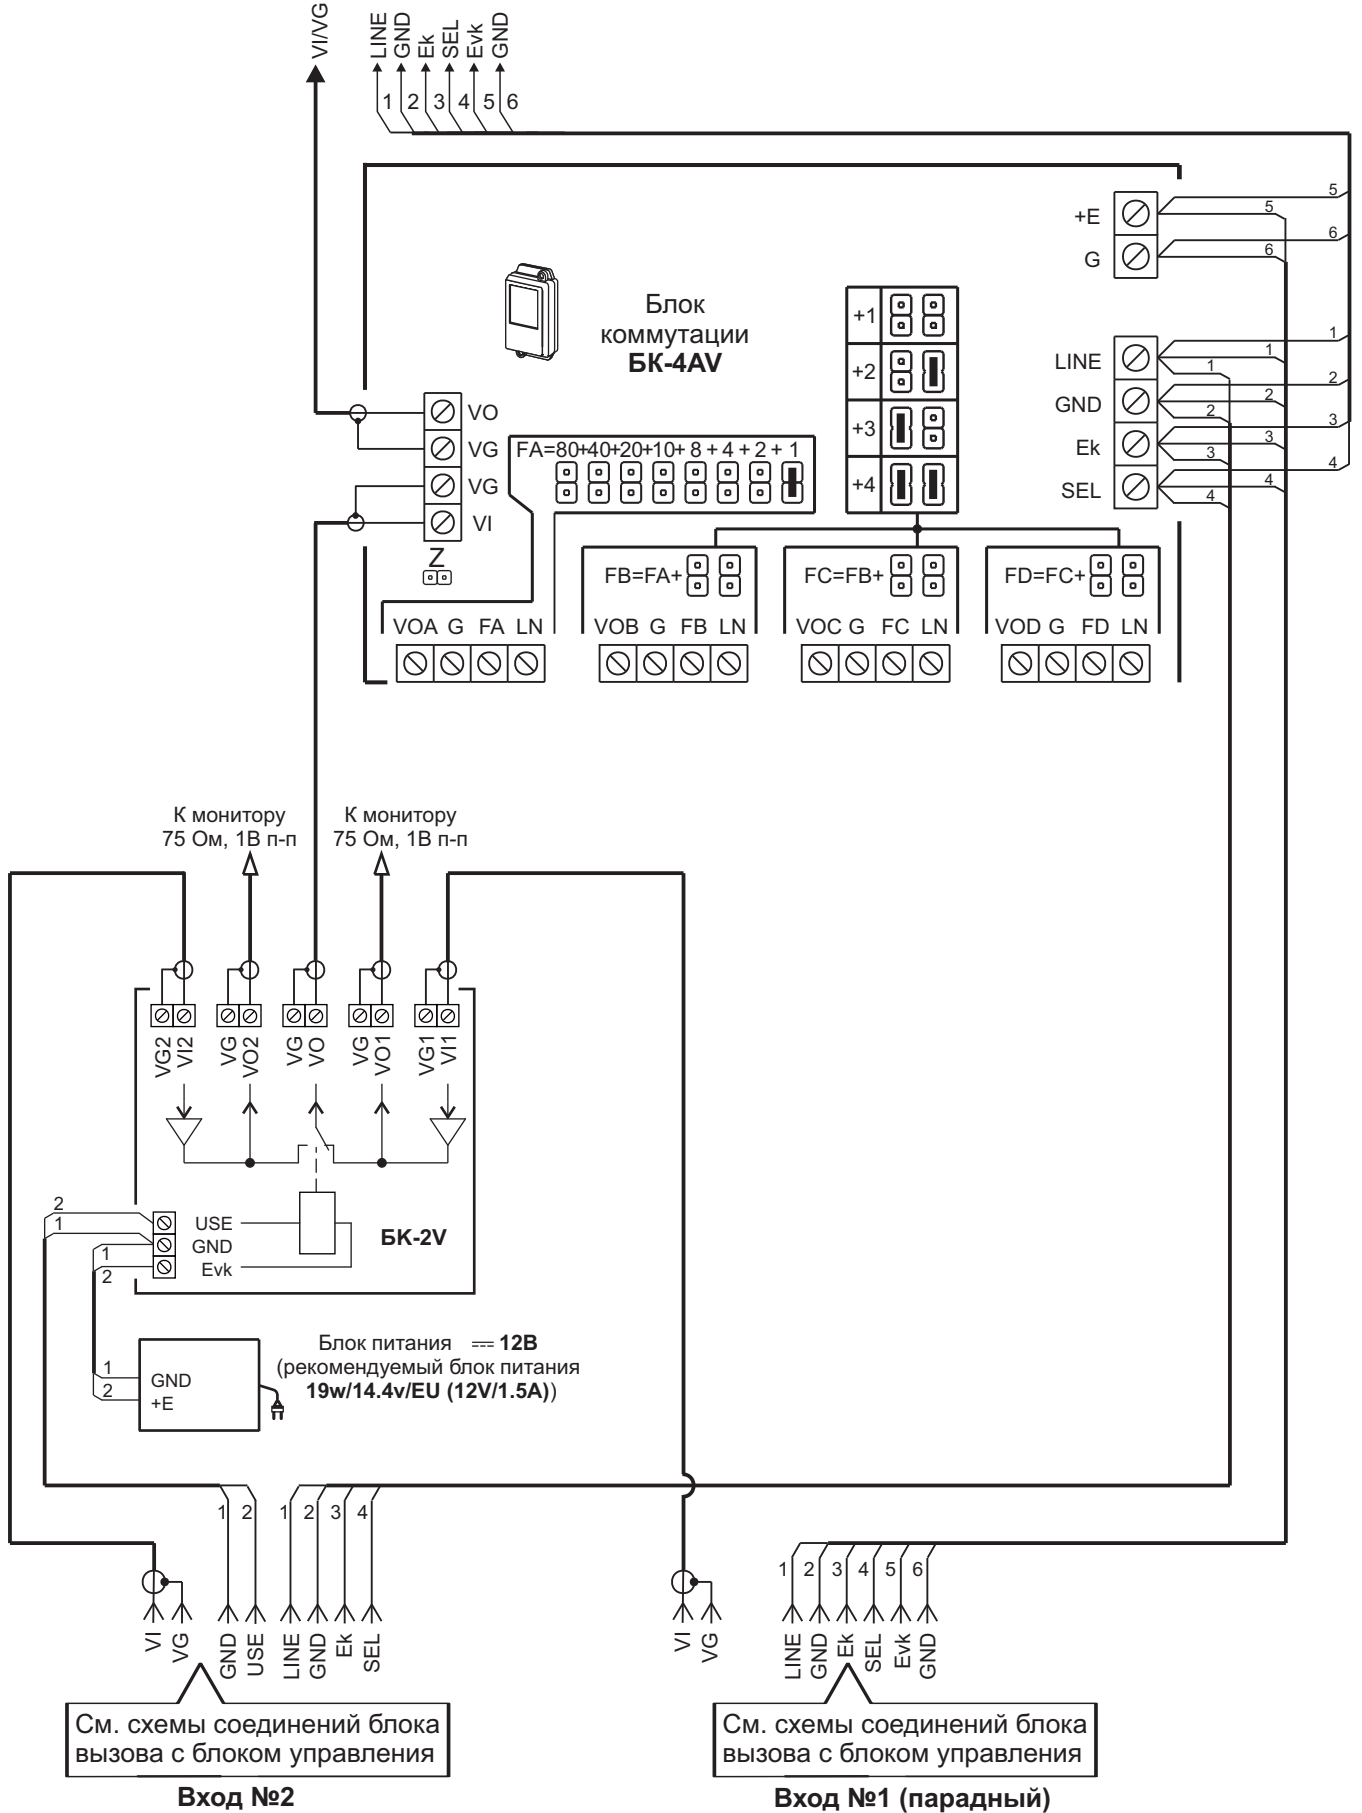 VI/VG
LINE
GND
Ek
SEL
Evk
GND
1 2 3 4 5 6
5
+E
5
6
G
6
Блок
коммутации
БК-4AV
+1
+2
+3
+4
1
LINE
1
1
2
GND
2
2
3
Ek
3
3
4
SEL
4
4
VO
VG
VG
VI
Z
FA=80+40+20+10+ 8 + 4 + 2 + 1
FB=FA+
FC=FB+
FD=FC+
VOA G FA LN
VOB G FB LN
VOC G FC LN
VOD G FD LN
К монитору
75 Ом, 1В п-п
К монитору
75 Ом, 1В п-п
VG2
VI2
VG
VO2
VG
VO
VG
VO1
VG1
VI1
2
1
1
2
USE
GND
Evk
БК-2V
Блок питания 12В
(рекомендуемый блок питания
19w/14.4v/EU (12V/1.5A))
1
2
GND
+E
1 2
1 2 3 4
1 2 3 4 5 6
VI
VG
GND
USE
LINE
GND
Ek
SEL
VI
VG
LINE
GND
Ek
SEL
Evk
GND
См. схемы соединений блока
вызова с блоком управления
Вход №2
См. схемы соединений блока
вызова с блоком управления
Вход №1 (парадный)